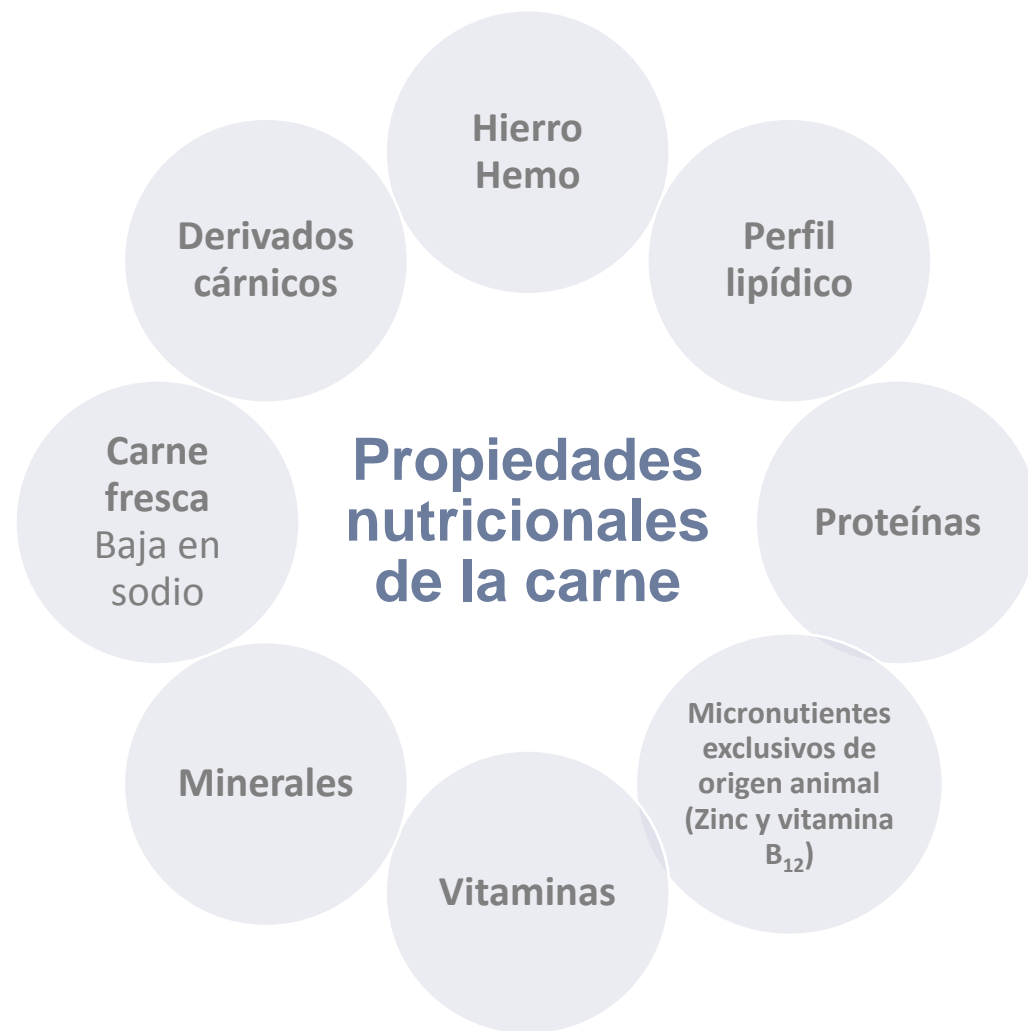 Hierro
Hemo
Perfil
lipídico
Proteínas
Micronutientes
exclusivos de
origen animal
(Zinc y vitamina
B₁₂)
Vitaminas
Minerales
Carne
fresca
Baja en
sodio
Derivados
cárnicos
Propiedades
nutricionales
de la carne